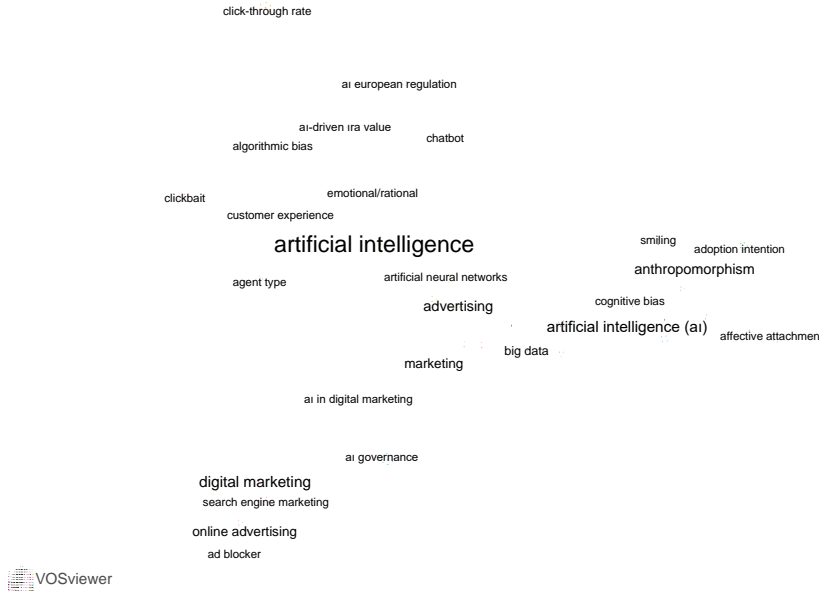 click-through rate
aı european regulation
aı-driven ıra value
chatbot
algorithmic bias
emotional/rational
clickbait
customer experience
artificial intelligence
smiling
adoption intention
anthropomorphism
agent type
artificial neural networks
cognitive bias
advertising
artificial intelligence (aı)
affective attachmen
big data
marketing
aı in digital marketing
aı governance
digital marketing
search engine marketing
online advertising
ad blocker
VOSviewer